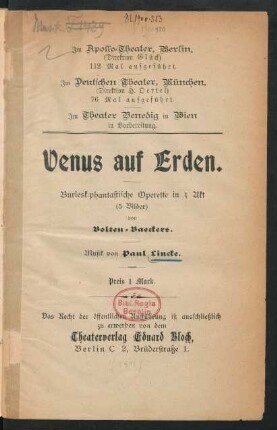 Im Apollo-Theater, Berlin,
(Direktion Glück)
112 Mal aufgeführt.
Im Deutschen Theater, München,
(Direktion H. Oertel)
76 Mal aufgeführt
Im Theater Venedig in Wien
in Vorbereitung.
Venus auf Erden.
Burlesk-phantastische Operette in 1 Akt
(5 Bilder)
von
Bolten-Baeckers.
Musik von Paul Lincke.
Preis 1 Mark.
Bibl. Regia
Berolin.
Das Recht der öffentlichen Aufführung ist ausschließlich
zu erwerben von dem
Theaterverlag Eduard Bloch,
Berlin C 2, Brüderstraße 1.